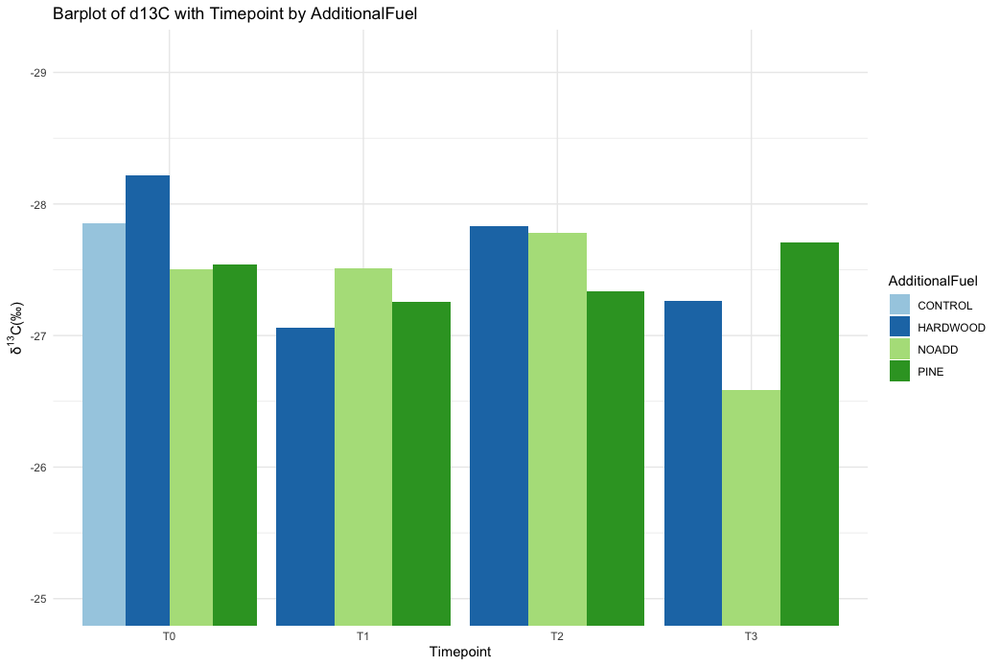 Barplot of d13C with Timepoint by AdditionalFuel
-29
-28
-27
-26
-25
δ¹³C(‰)
T0 T1 T2 T3
Timepoint
AdditionalFuel
CONTROL
HARDWOOD
NOADD
PINE